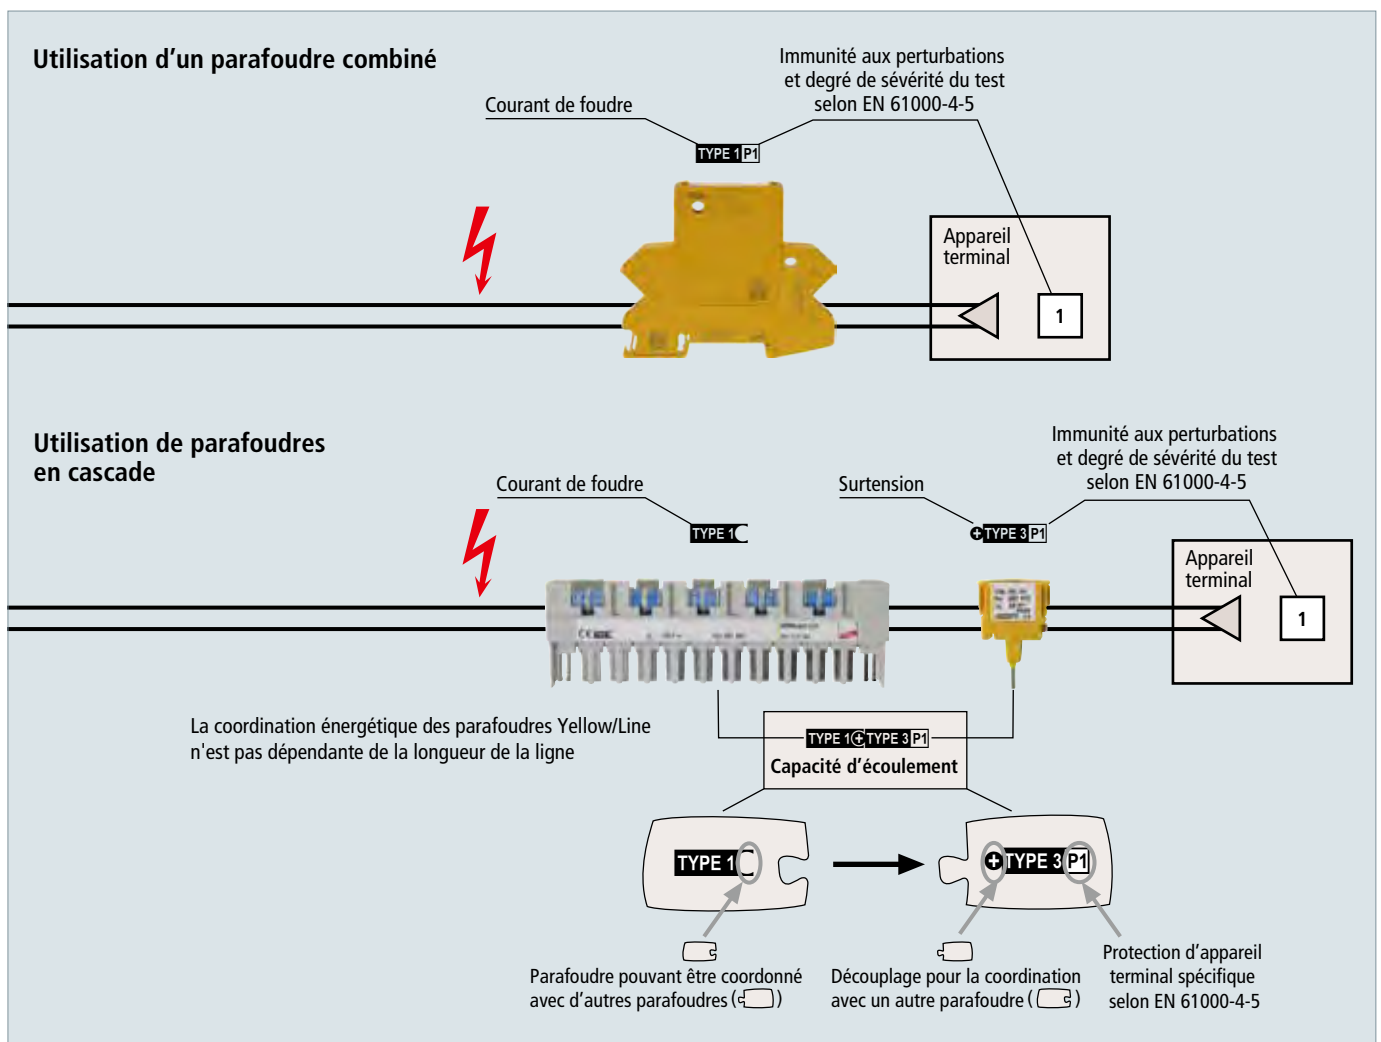 Utilisation d’un parafoudre combiné
Immunité aux perturbations
et degré de sévérité du test
selon EN 61000-4-5
Courant de foudre
TYPE 1 P1
Appareil
terminal
1
Utilisation de parafoudres
en cascade
Immunité aux perturbations
et degré de sévérité du test
selon EN 61000-4-5
Courant de foudre
Surtension
TYPE 1
+TYPE 3 P1
Appareil
terminal
1
La coordination énergétique des parafoudres Yellow/Line
n'est pas dépendante de la longueur de la ligne
TYPE 1+TYPE 3 P1
Capacité d’écoulement
TYPE 1
+TYPE 3 P1
Parafoudre pouvant être coordonné
avec d’autres parafoudres ( )
Découplage pour la coordination
avec un autre parafoudre ( )
Protection d’appareil
terminal spécifique
selon EN 61000-4-5